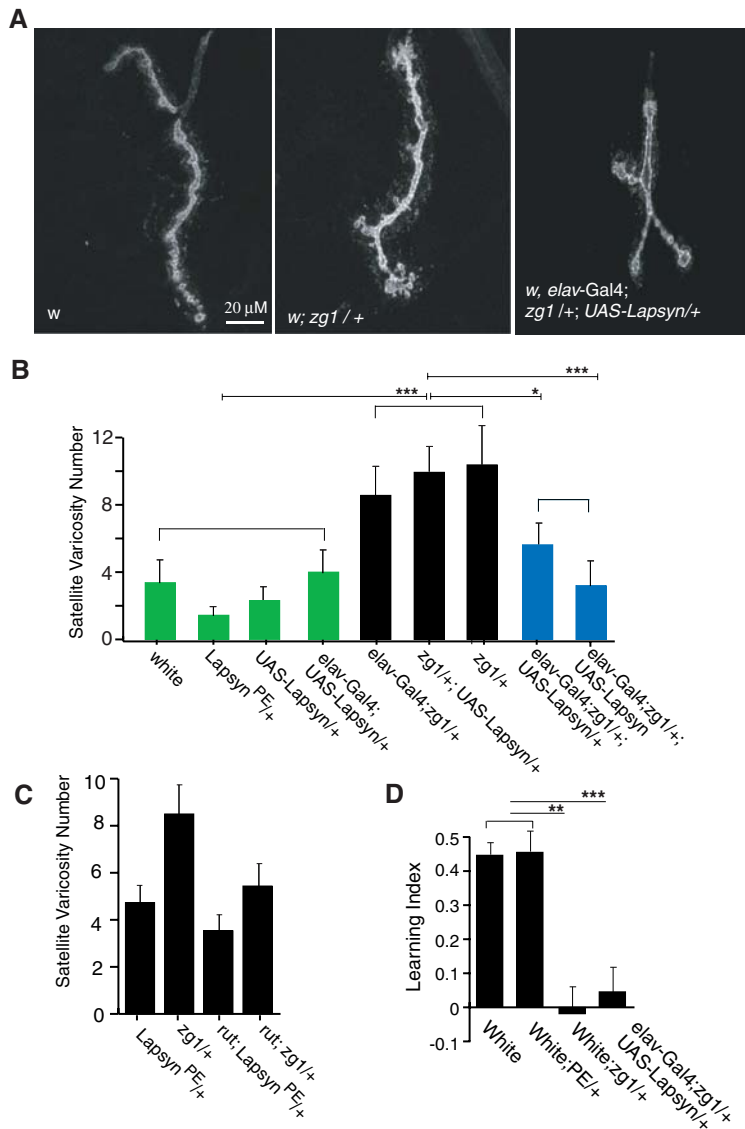 A
w
20 µM
w; zg1 / +
w, elav-Gal4;
zg1 /+; UAS-Lapsyn/+
B
***
***
*
Satellite Varicosity Number
12
8
4
0
white
Lapsyn PE/+
UAS-Lapsyn/+
elav-Gal4;
UAS-Lapsyn/+
elav-Gal4;zg1/+
zg1/+; UAS-Lapsyn/+
zg1/+
elav-Gal4;zg1/+;
UAS-Lapsyn/+
elav-Gal4;zg1/+;
UAS-Lapsyn
C
Satellite Varicosity Number
10
8
6
4
2
0
Lapsyn PE/+
zg1/+
rut; Lapsyn PE/+
rut; zg1/+
D
***
**
Learning Index
0.5
0.4
0.3
0.2
0.1
0
-0.1
White
White;PE/+
White;zg1/+
elav-Gal4;zg1/+
UAS-Lapsyn/+